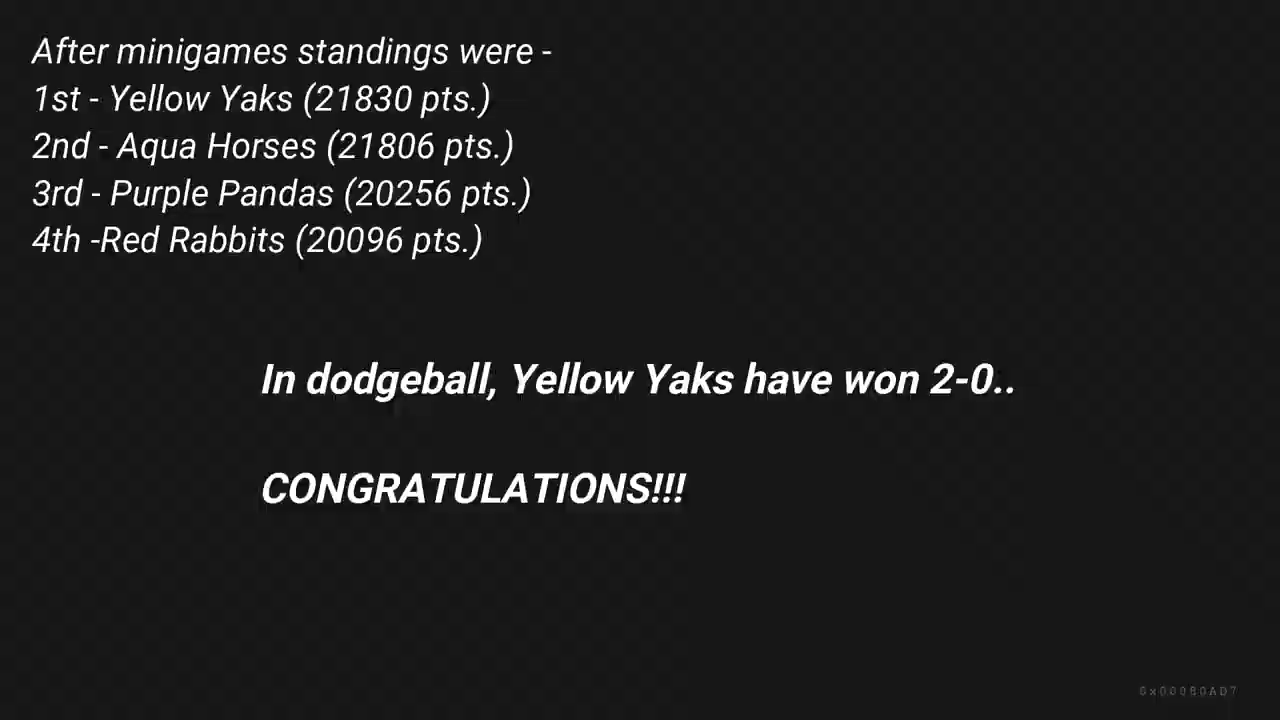 After minigames standings were -
1st - Yellow Yaks (21830 pts.)
2nd - Aqua Horses (21806 pts.)
3rd - Purple Pandas (20256 pts.)
4th -Red Rabbits (20096 pts.)
In dodgeball, Yellow Yaks have won 2-0..
CONGRATULATIONS!!!
0x00080AD7